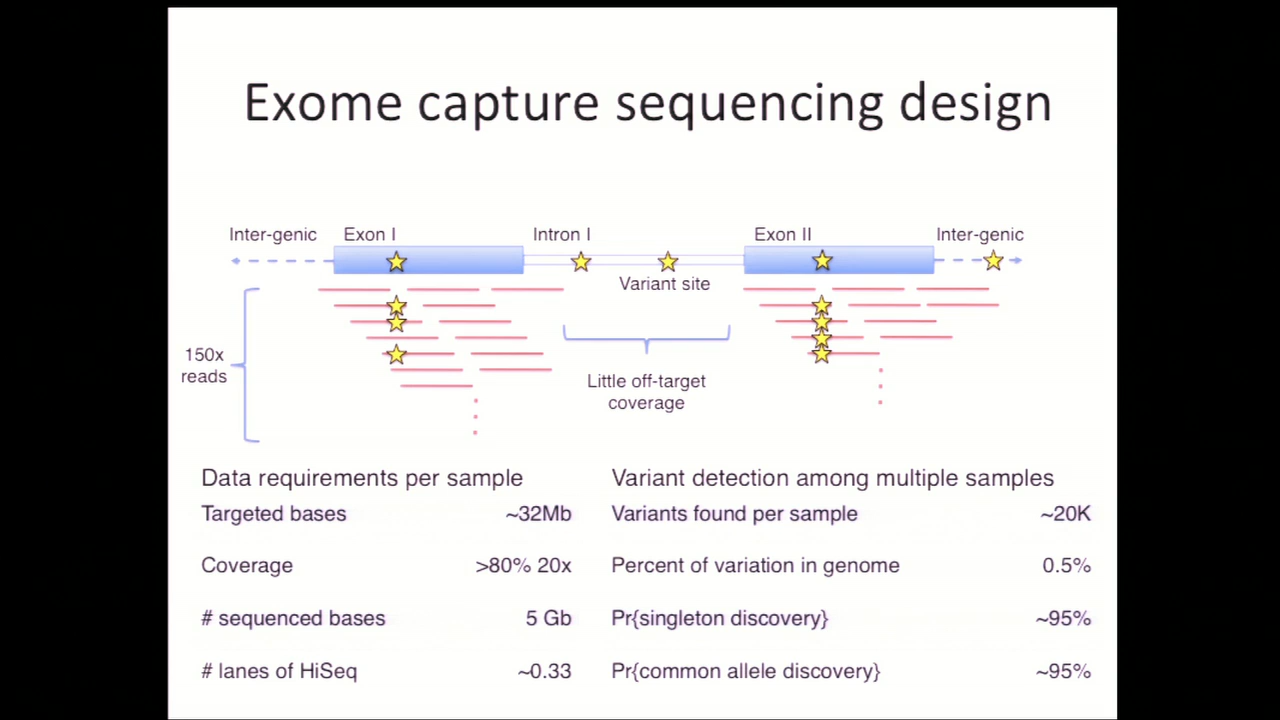 Exome capture sequencing design
Inter-genic Exon I Intron I Exon II Inter-genic
Variant site
150x
reads
Little off-target
coverage
Data requirements per sample
Targeted bases ~32Mb
Coverage >80% 20x
# sequenced bases 5 Gb
# lanes of HiSeq ~0.33
Variant detection among multiple samples
Variants found per sample ~20K
Percent of variation in genome 0.5%
Pr{singleton discovery} ~95%
Pr{common allele discovery} ~95%